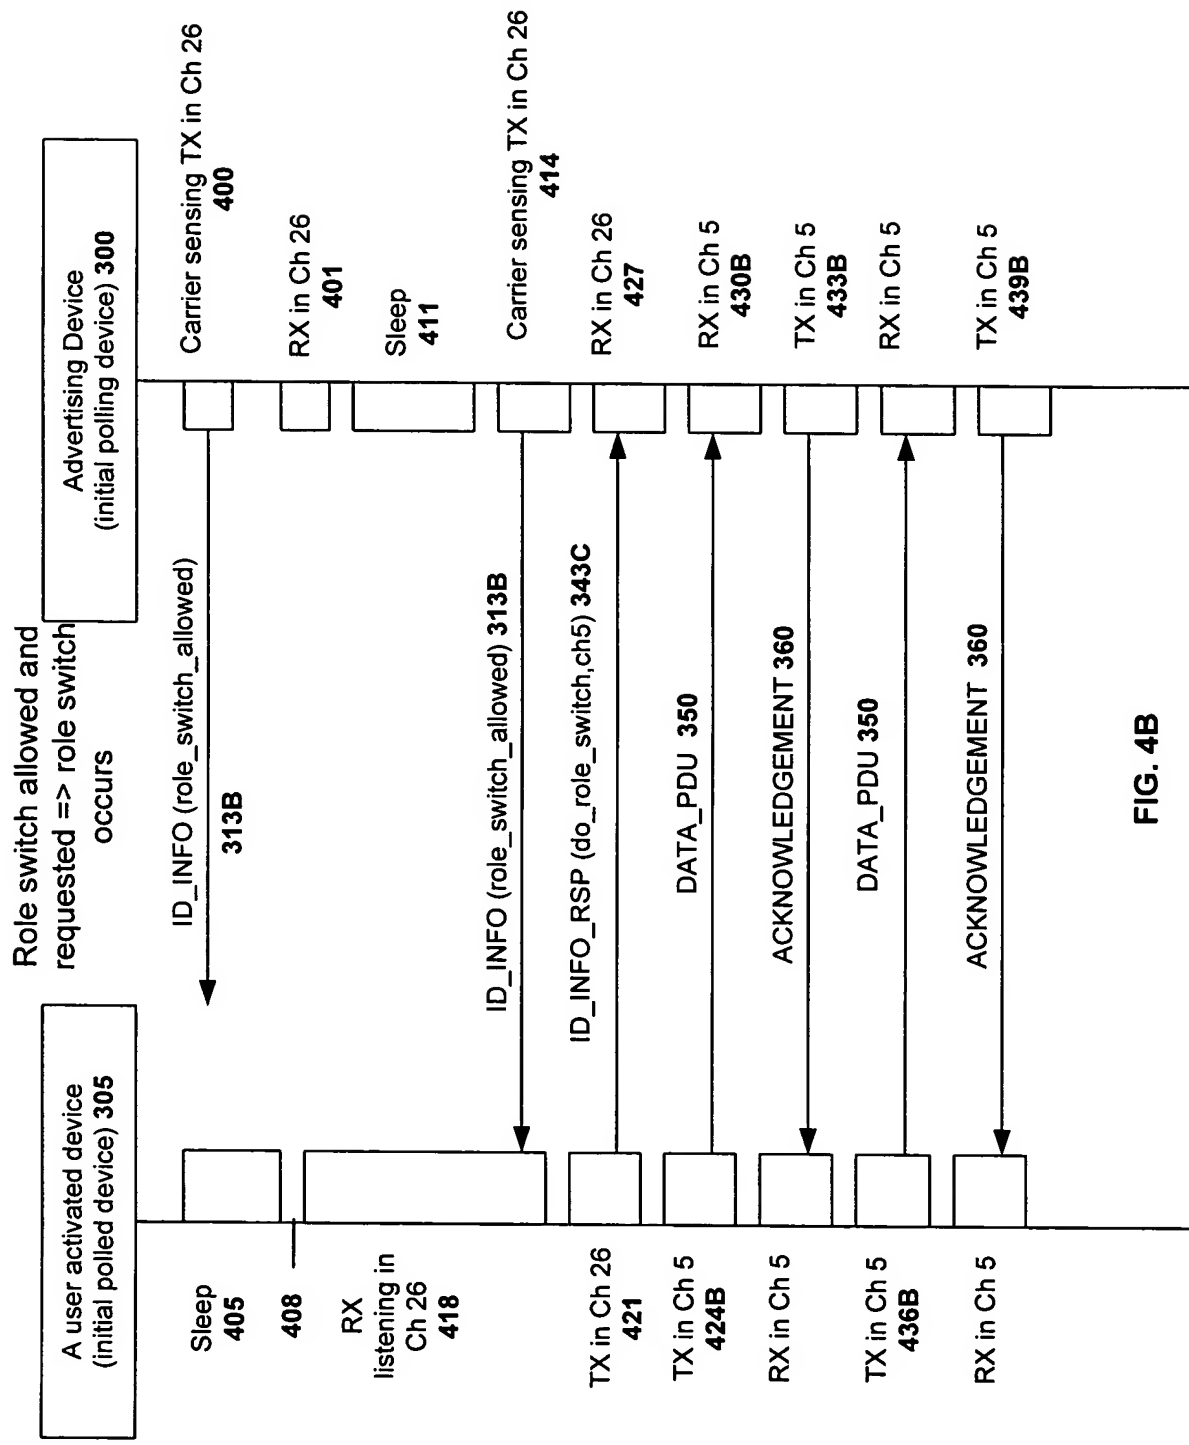 Role switch allowed and
requested => role switch
occurs
A user activated device
(initial polled device) 305
Advertising Device
(initial polling device) 300
Sleep
405
408
RX
listening in
Ch 26
418
TX in Ch 26
421
TX in Ch 5
424B
RX in Ch 5
TX in Ch 5
436B
RX in Ch 5
ID_INFO (role_switch_allowed)
313B
ID_INFO (role_switch_allowed) 313B
ID_INFO_RSP (do_role_switch,ch5) 343C
DATA_PDU 350
ACKNOWLEDGEMENT 360
DATA_PDU 350
ACKNOWLEDGEMENT 360
Carrier sensing TX in Ch 26
400
RX in Ch 26
401
Sleep
411
Carrier sensing TX in Ch 26
414
RX in Ch 26
427
RX in Ch 5
430B
TX in Ch 5
433B
RX in Ch 5
TX in Ch 5
439B
FIG. 4B